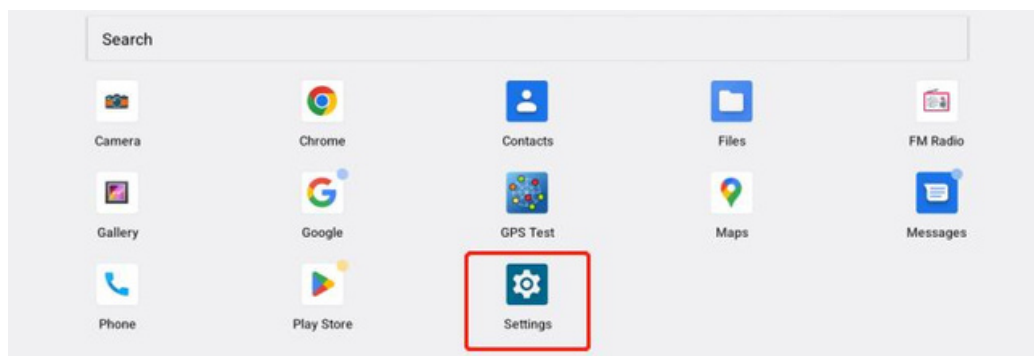 Search
Camera
Chrome
Contacts
Files
FM Radio
Gallery
Google
GPS Test
Maps
Messages
Phone
Play Store
Settings